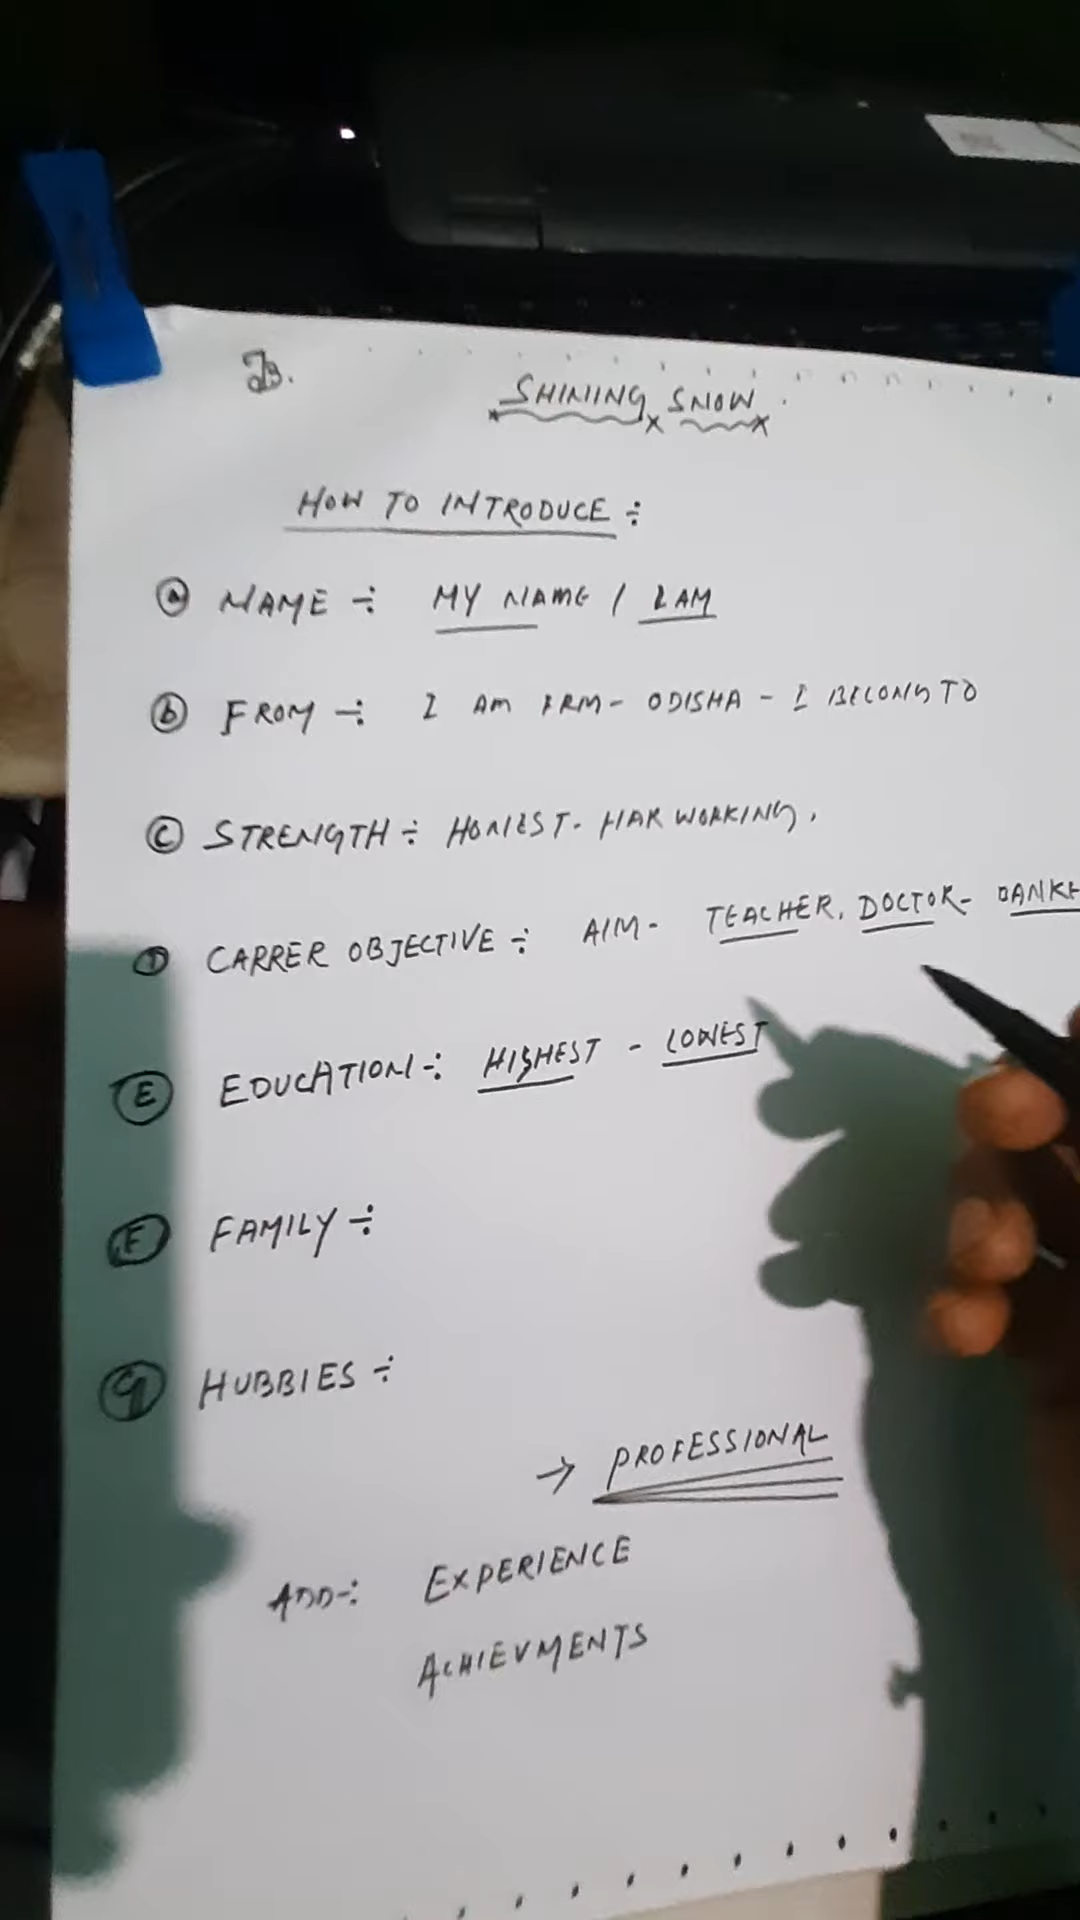 SHINING SNOW.
HOW TO INTRODUCE ÷
(a) NAME ÷ MY NAME / I AM
(b) FROM ÷ I AM FRM - ODISHA - I BELONG TO
(C) STRENGTH ÷ HONEST - HAR WORKING,
(D) CARRER OBJECTIVE ÷ AIM - TEACHER, DOCTOR -
(E) EDUCATION ÷ HIGHEST - LOWEST
(F) FAMILY ÷
(G) HUBBIES ÷
→ PROFESSIONAL
ADD ÷ EXPERIENCE
ACHIEVMENTS